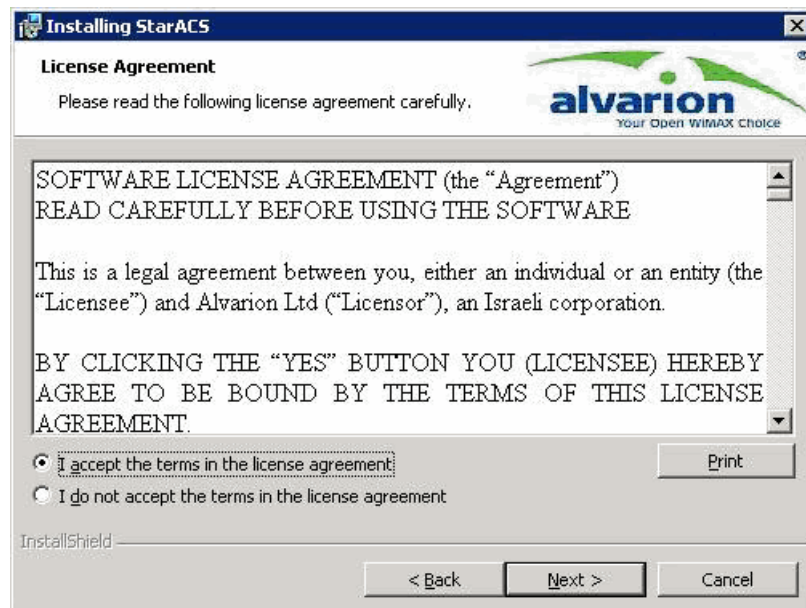 Installing StarACS
License Agreement
Please read the following license agreement carefully.
alvarion
Your Open WiMAX Choice
SOFTWARE LICENSE AGREEMENT (the “Agreement”)
READ CAREFULLY BEFORE USING THE SOFTWARE
This is a legal agreement between you, either an individual or an entity (the
“Licensee”) and Alvarion Ltd (“Licensor”), an Israeli corporation.
BY CLICKING THE “YES” BUTTON YOU (LICENSEE) HEREBY
AGREE TO BE BOUND BY THE TERMS OF THIS LICENSE
AGREEMENT.
I accept the terms in the license agreement
Print
I do not accept the terms in the license agreement
InstallShield
< Back Next > Cancel